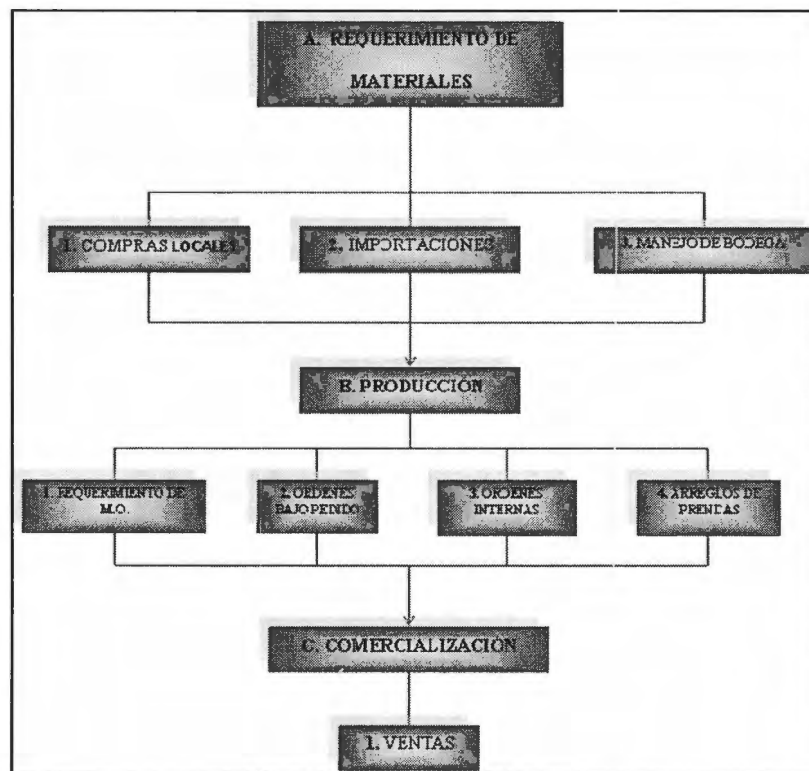 A. REQUERIMIENTO DE
MATERIALES
1. COMPRAS LOCALES
2. IMPORTACIONES
3. MANEJO DE BODEGA
B. PRODUCCIÓN
1. REQUERIMIENTO DE
M.O.
2. ORDENES
BAJO PEDIDO
3. ORDENES
INTERNAS
4. ARREGLOS DE
PRENDAS
C. COMERCIALIZACIÓN
1. VENTAS